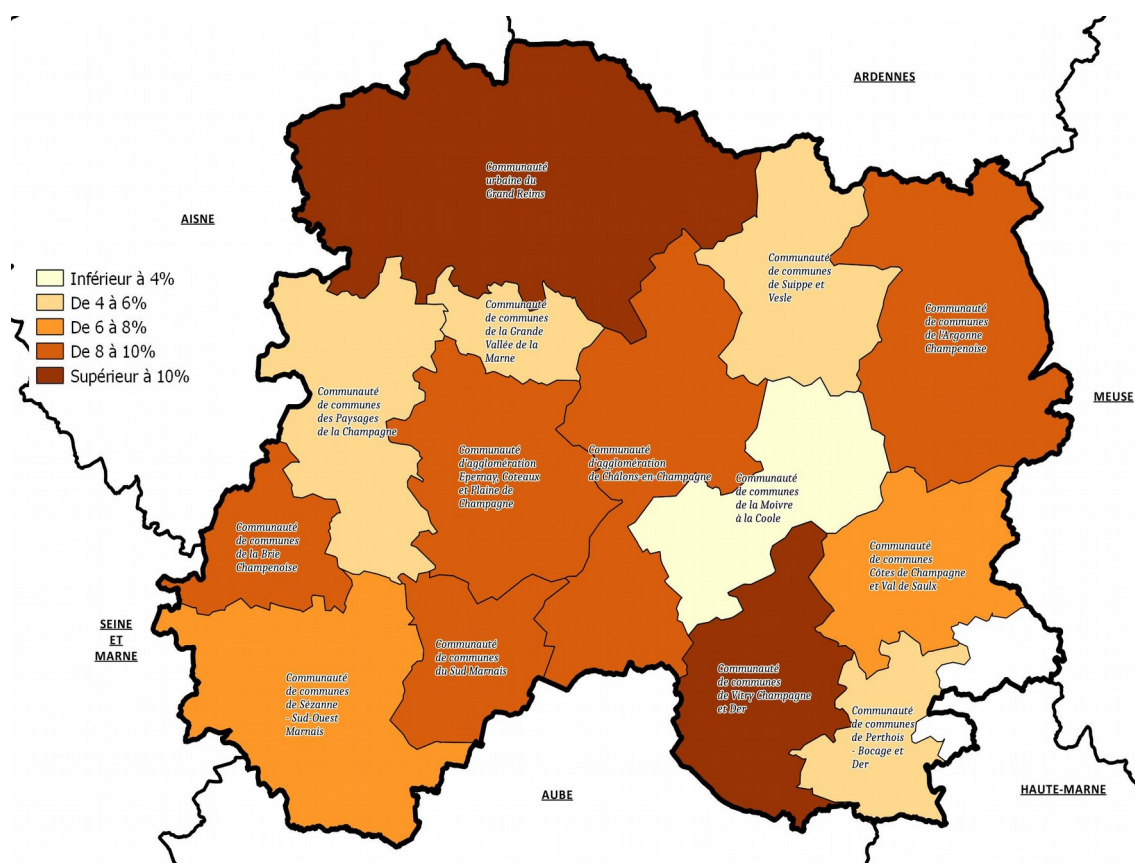 ARDENNES
Communauté
urbaine du
Grand Reims
AISNE
Communauté
de communes
de Suippe et
Vesle
Inférieur à 4%
De 4 à 6%
De 6 à 8%
De 8 à 10%
Supérieur à 10%
Communauté
de communes
de la Grande
Vallée de la
Marne
Communauté
de communes
de l'Argonne
Champenoise
Communauté
de communes
des Paysages
de la Champagne
MEUSE
Communauté
d'agglomération
Epernay, Coteaux
et Plaine de
Champagne
Communauté
d'agglomération
de Châlons-en-Champagne
Communauté
de communes
de la Moivre
à la Coole
Communauté
de communes
de la Brie
Champenoise
Communauté
de communes
Côtes de Champagne
et Val de Saulx
SEINE
ET
MARNE
Communauté
de communes
du Sud Marnais
Communauté
de communes
de Sézanne
- Sud-Ouest
Marnais
Communauté
de communes
de Vitry Champagne
et Der
Communauté
de communes
de Perthois
- Bocage et
Der
AUBE
HAUTE-MARNE